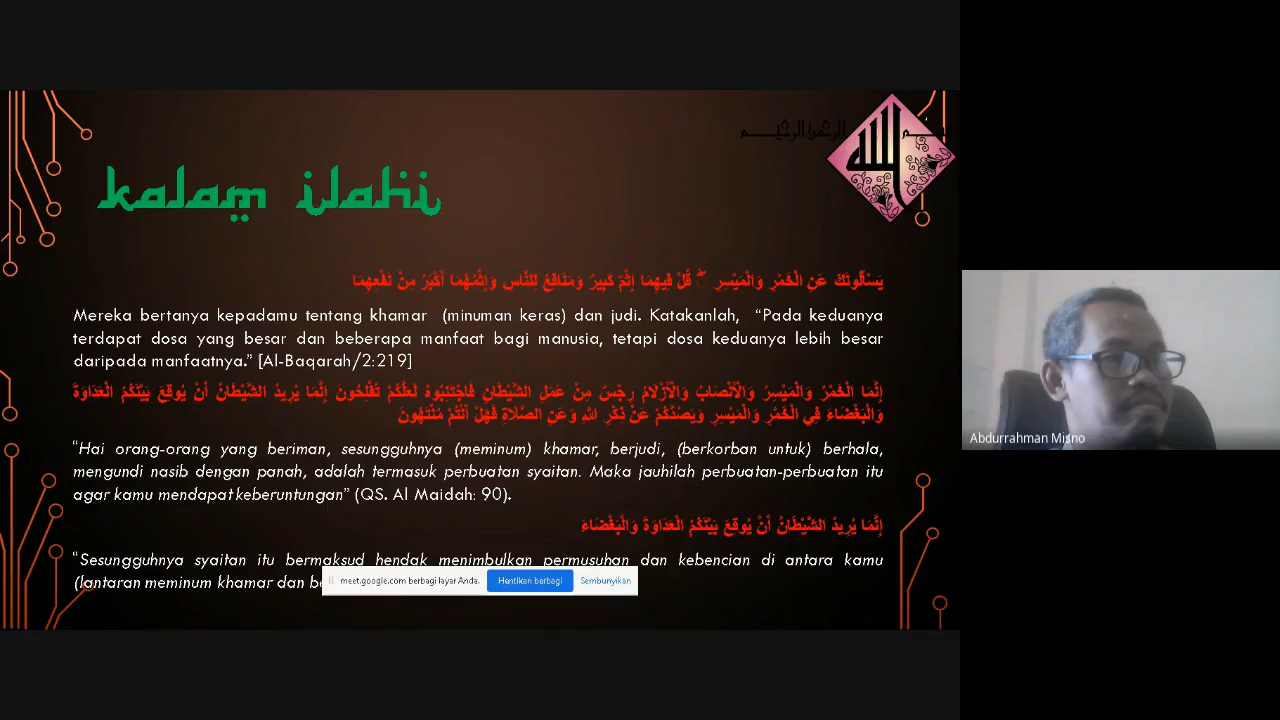 بسم الله الرحمن الرحيم
kalam ilahi
يَسْأَلُونَكَ عَنِ الْخَمْرِ وَالْمَيْسِرِ ۖ قُلْ فِيهِمَا إِثْمٌ كَبِيرٌ وَمَنَافِعُ لِلنَّاسِ وَإِثْمُهُمَا أَكْبَرُ مِنْ نَفْعِهِمَا
Mereka bertanya kepadamu tentang khamar (minuman keras) dan judi. Katakanlah, “Pada keduanya
terdapat dosa yang besar dan beberapa manfaat bagi manusia, tetapi dosa keduanya lebih besar
daripada manfaatnya.” [Al-Baqarah/2:219]
إِنَّمَا الْخَمْرُ وَالْمَيْسِرُ وَالْأَنْصَابُ وَالْأَزْلَامُ رِجْسٌ مِنْ عَمَلِ الشَّيْطَانِ فَاجْتَنِبُوهُ لَعَلَّكُمْ تُفْلِحُونَ إِنَّمَا يُرِيدُ الشَّيْطَانُ أَنْ يُوقِعَ بَيْنَكُمُ الْعَدَاوَةَ
وَالْبَغْضَاءَ فِي الْخَمْرِ وَالْمَيْسِرِ وَيَصُدَّكُمْ عَنْ ذِكْرِ اللَّهِ وَعَنِ الصَّلَاةِ فَهَلْ أَنْتُمْ مُنْتَهُونَ
“Hai orang-orang yang beriman, sesungguhnya (meminum) khamar, berjudi, (berkorban untuk) berhala,
mengundi nasib dengan panah, adalah termasuk perbuatan syaitan. Maka jauhilah perbuatan-perbuatan itu
agar kamu mendapat keberuntungan” (QS. Al Maidah: 90).
إِنَّمَا يُرِيدُ الشَّيْطَانُ أَنْ يُوقِعَ بَيْنَكُمُ الْعَدَاوَةَ وَالْبَغْضَاءَ
“Sesungguhnya syaitan itu bermaksud hendak menimbulkan permusuhan dan kebencian di antara kamu
(lantaran meminum khamar dan be
meet.google.com berbagi layar Anda. Hentikan berbagi Sembunyikan
Abdurrahman Misno